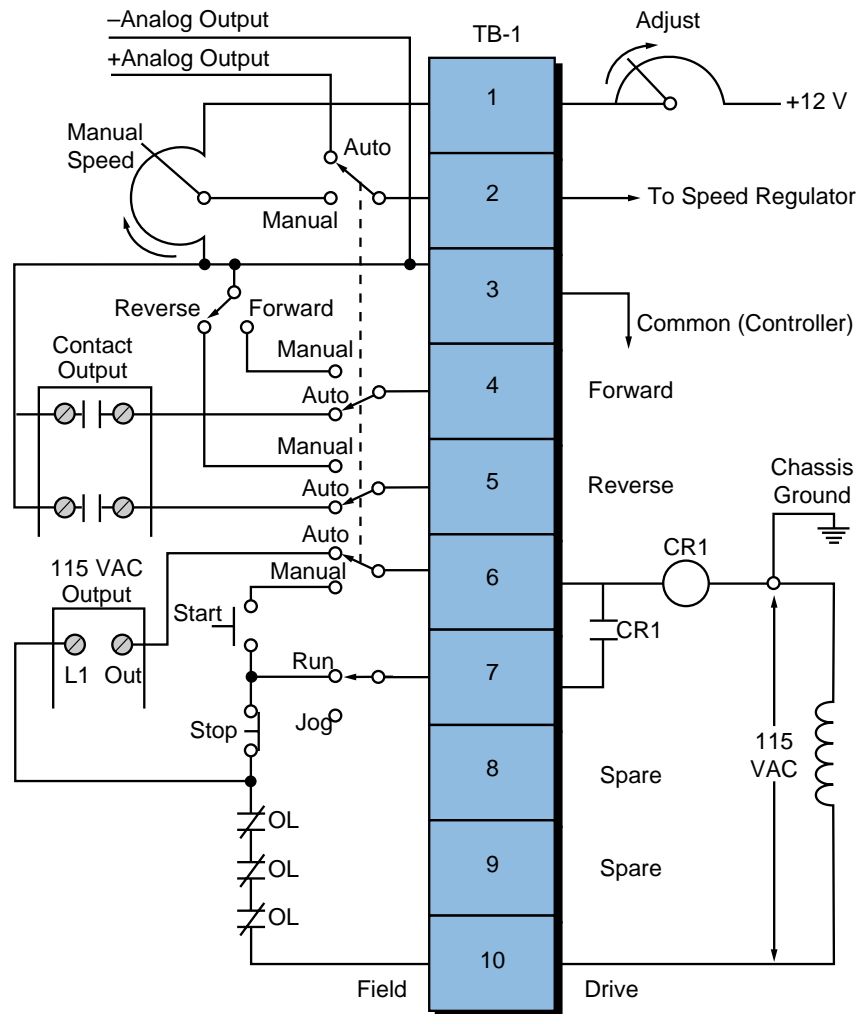 –Analog Output
TB-1
Adjust
+Analog Output
1
+12 V
Manual
Speed
Auto
Manual
2
To Speed Regulator
3
Reverse
Forward
Common (Controller)
Contact
Output
Manual
Auto
4
Forward
Manual
Auto
5
Reverse
Chassis
Ground
Auto
Manual
6
CR1
115 VAC
Output
L1
Out
Start
CR1
Run
7
Stop
Jog
8
Spare
115
VAC
OL
OL
9
Spare
OL
10
Field
Drive